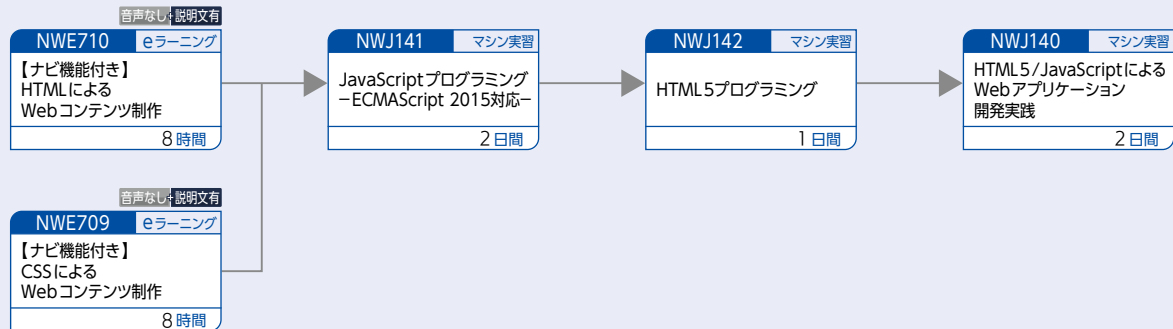 音声なし+説明文有
NWE710 eラーニング
【ナビ機能付き】
HTMLによる
Webコンテンツ制作
8時間
NWJ141 マシン実習
JavaScriptプログラミング
−ECMAScript 2015対応−
2日間
NWJ142 マシン実習
HTML5プログラミング
1日間
NWJ140 マシン実習
HTML5/JavaScriptによる
Webアプリケーション
開発実践
2日間
音声なし+説明文有
NWE709 eラーニング
【ナビ機能付き】
CSSによる
Webコンテンツ制作
8時間